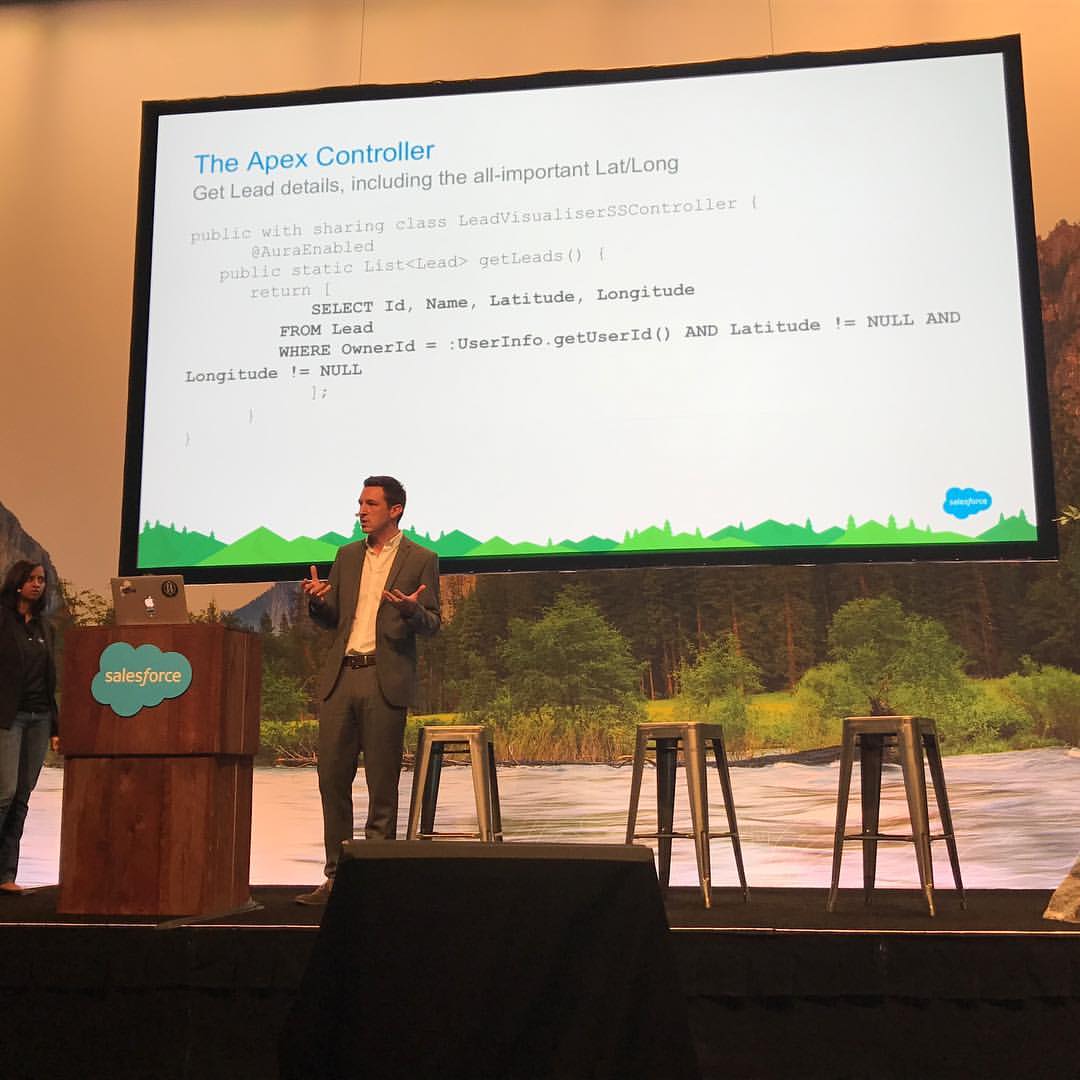 The Apex Controller
Get Lead details, including the all-important Lat/Long
public with sharing class LeadVisualiserSSController {
@AuraEnabled
public static List<Lead> getLeads() {
return [
SELECT Id, Name, Latitude, Longitude
FROM Lead
WHERE OwnerId = :UserInfo.getUserId() AND Latitude != NULL AND
Longitude != NULL
];
}
}
salesforce
salesforce